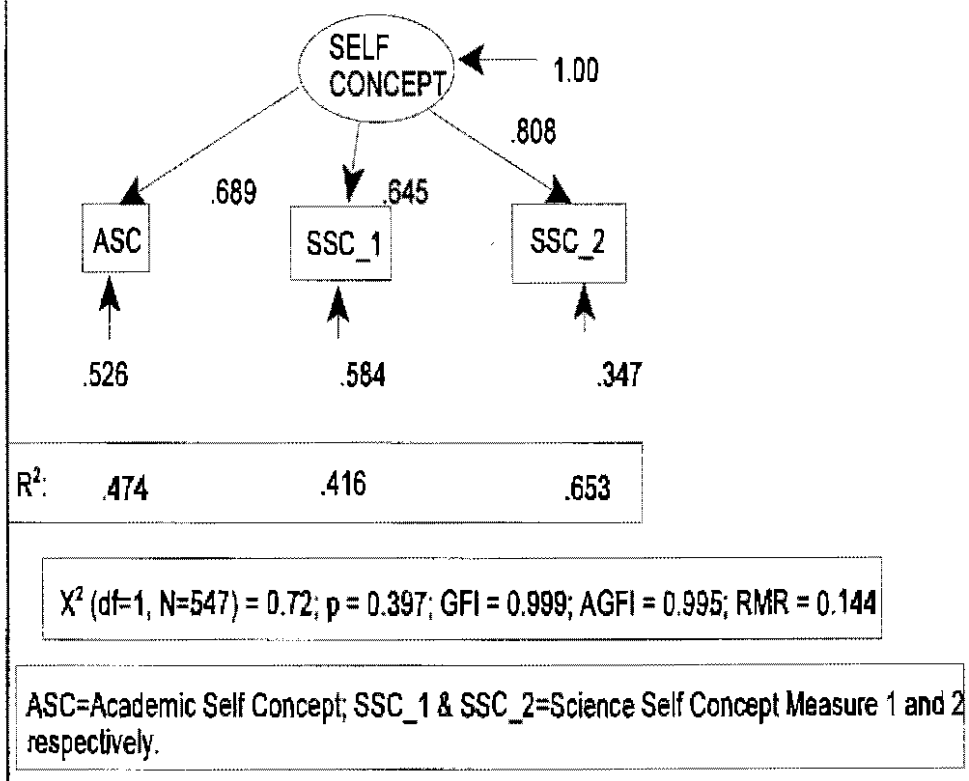 SELF
CONCEPT
1.00
.808
.689
.645
ASC
SSC_1
SSC_2
.526
.584
.347
R²:
.474
.416
.653
X² (df=1, N=547) = 0.72; p = 0.397; GFI = 0.999; AGFI = 0.995; RMR = 0.144
ASC=Academic Self Concept; SSC_1 & SSC_2=Science Self Concept Measure 1 and 2
respectively.